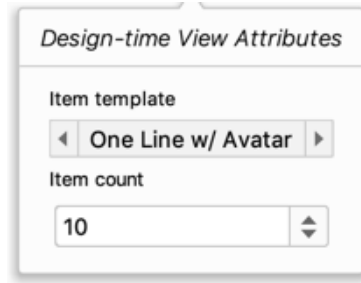 Design-time View Attributes
Item template
One Line w/ Avatar
Item count
10